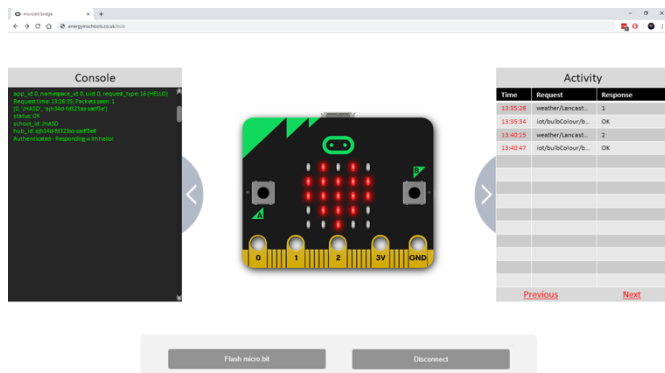 micro:bit bridge
energyinschools.co.uk/hub
Console
app_id 0, namespace_id 0, uid 0, request_type: 16 (HELLO)
Request time: 13:28:35, Packets seen: 1
status: OK
school_id: JHASD
Authenticated - Responding with hello!
A
B
0 1 2 3V GND
Activity
Time Request Response
13:35:28 weather/Lancast... 1
13:35:34 iot/bulbColour/b... OK
13:40:15 weather/Lancast... 2
13:40:47 iot/bulbColour/b... OK
Previous Next
Flash micro:bit Disconnect